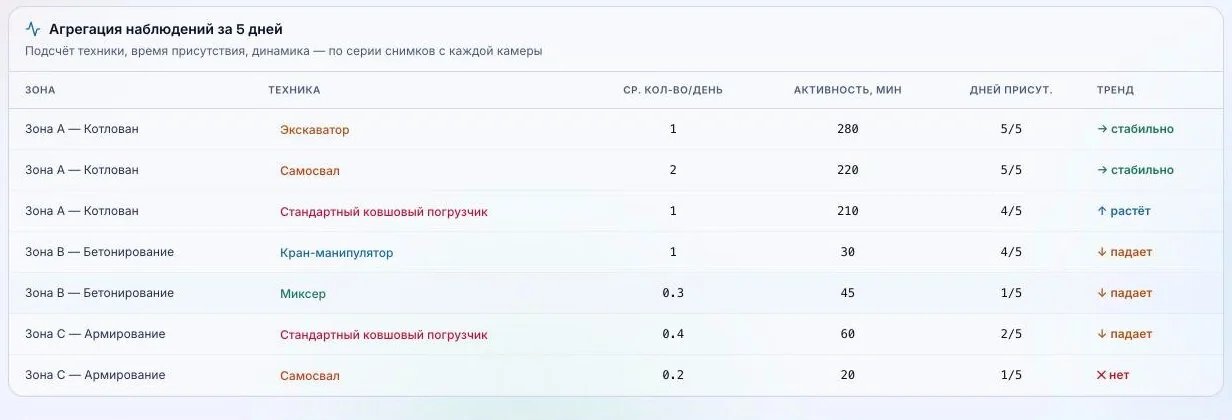 Агрегация наблюдений за 5 дней
Подсчёт техники, время присутствия, динамика — по серии снимков с каждой камеры
ЗОНА ТЕХНИКА СР. КОЛ-ВО/ДЕНЬ АКТИВНОСТЬ, МИН ДНЕЙ ПРИСУТ. ТРЕНД
Зона А — Котлован Экскаватор 1 280 5/5 → стабильно
Зона А — Котлован Самосвал 2 220 5/5 → стабильно
Зона А — Котлован Стандартный ковшовый погрузчик 1 210 4/5 ↑ растёт
Зона В — Бетонирование Кран-манипулятор 1 30 4/5 ↓ падает
Зона В — Бетонирование Миксер 0.3 45 1/5 ↓ падает
Зона С — Армирование Стандартный ковшовый погрузчик 0.4 60 2/5 ↓ падает
Зона С — Армирование Самосвал 0.2 20 1/5 ✕ нет